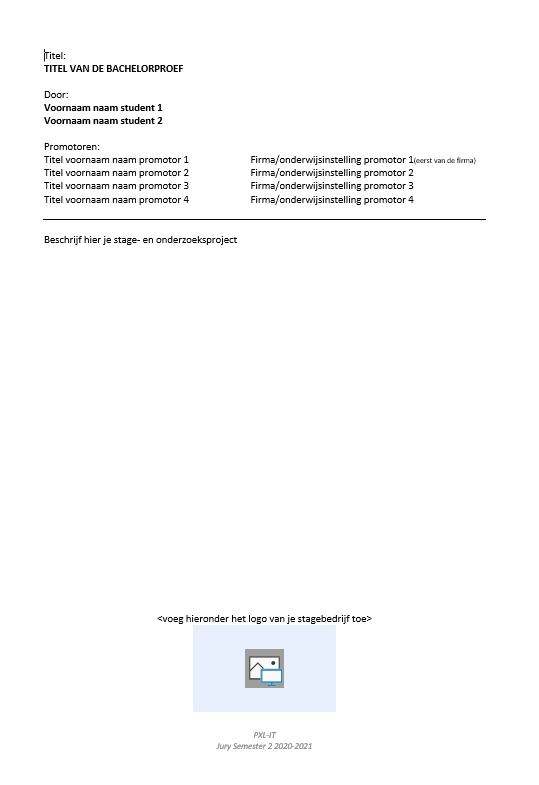 Titel:
TITEL VAN DE BACHELORPROEF
Door:
Voornaam naam student 1
Voornaam naam student 2
Promotoren:
Titel voornaam naam promotor 1 Firma/onderwijsinstelling promotor 1(eerst van de firma)
Titel voornaam naam promotor 2 Firma/onderwijsinstelling promotor 2
Titel voornaam naam promotor 3 Firma/onderwijsinstelling promotor 3
Titel voornaam naam promotor 4 Firma/onderwijsinstelling promotor 4
Beschrijf hier je stage- en onderzoeksproject
<voeg hieronder het logo van je stagebedrijf toe>
PXL-IT
Jury Semester 2 2020-2021